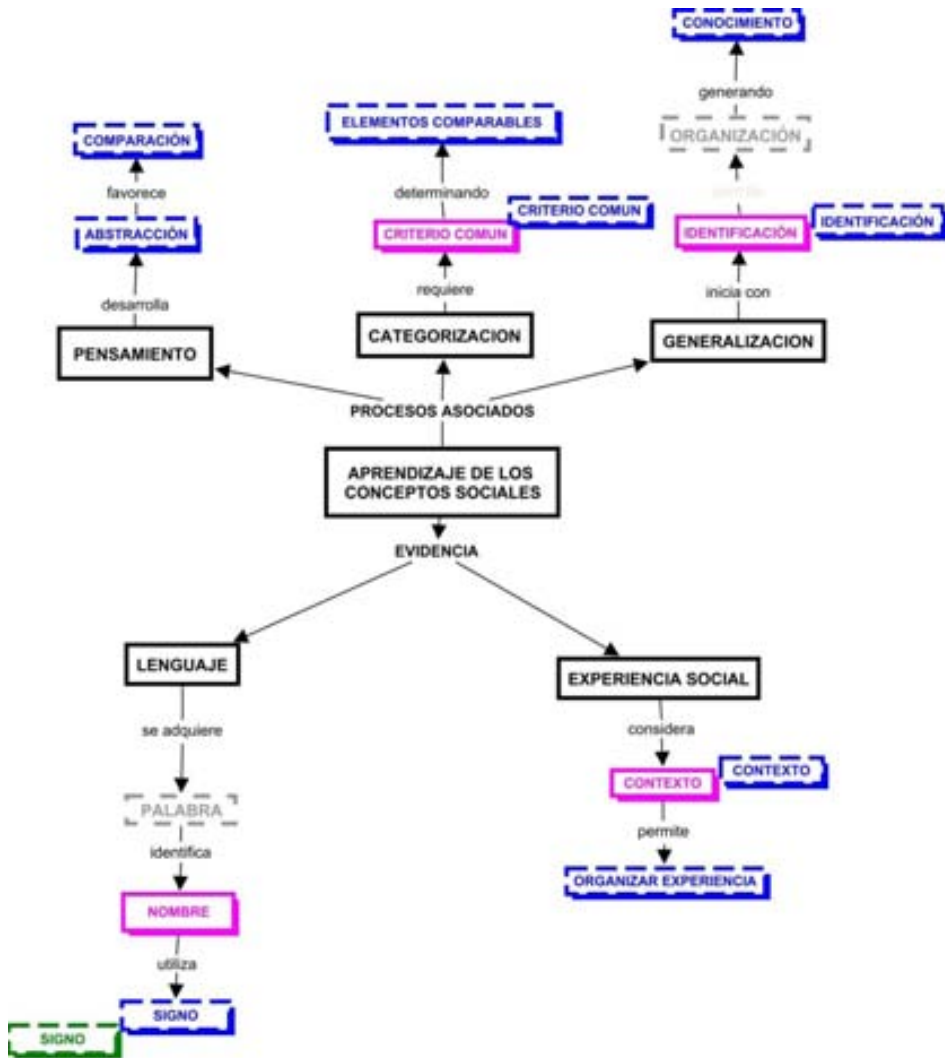 CONOCIMIENTO
generando
ELEMENTOS COMPARABLES
COMPARACIÓN
ORGANIZACIÓN
favorece
determinando
permite
ABSTRACCIÓN
CRITERIO COMUN
CRITERIO COMUN
IDENTIFICACIÓN
IDENTIFICACIÓN
desarrolla
requiere
inicia con
PENSAMIENTO
CATEGORIZACION
GENERALIZACION
PROCESOS ASOCIADOS
APRENDIZAJE DE LOS
CONCEPTOS SOCIALES
EVIDENCIA
LENGUAJE
EXPERIENCIA SOCIAL
se adquiere
considera
CONTEXTO
CONTEXTO
PALABRA
permite
identifica
ORGANIZAR EXPERIENCIA
NOMBRE
utiliza
SIGNO
SIGNO